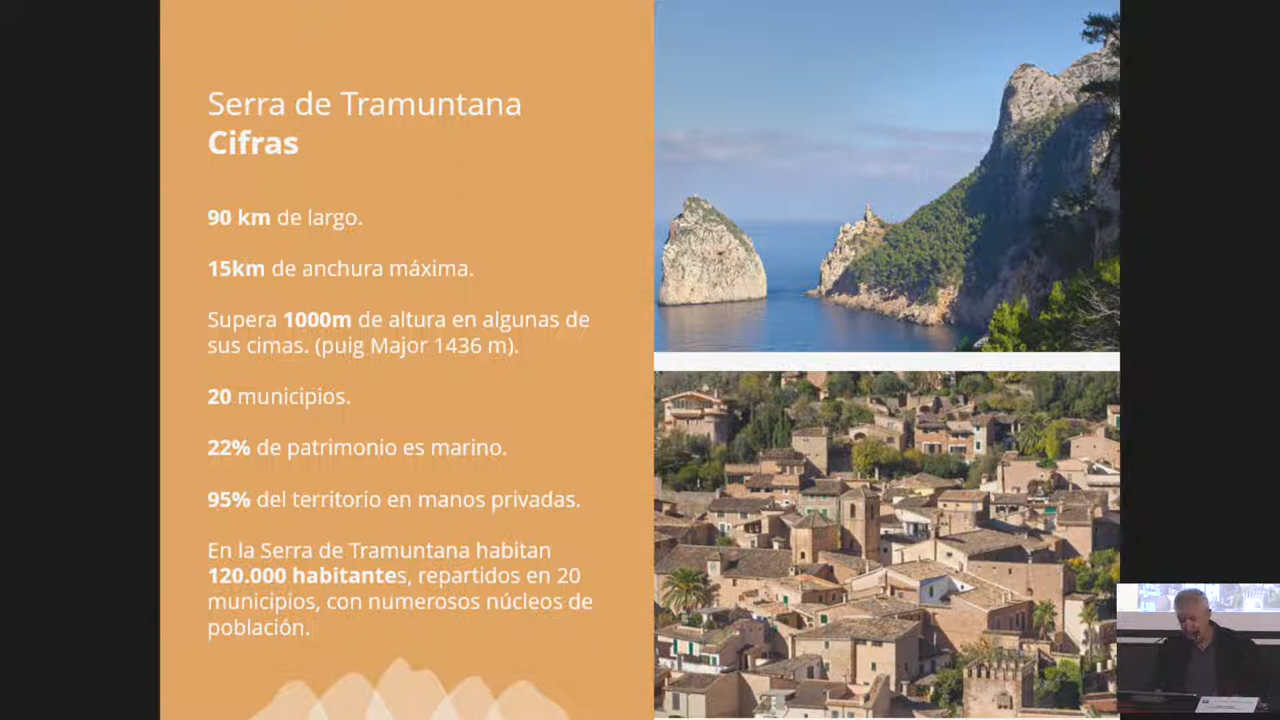 Serra de Tramuntana
Cifras
90 km de largo.
15km de anchura máxima.
Supera 1000m de altura en algunas de
sus cimas. (puig Major 1436 m).
20 municipios.
22% de patrimonio es marino.
95% del territorio en manos privadas.
En la Serra de Tramuntana habitan
120.000 habitantes, repartidos en 20
municipios, con numerosos núcleos de
población.